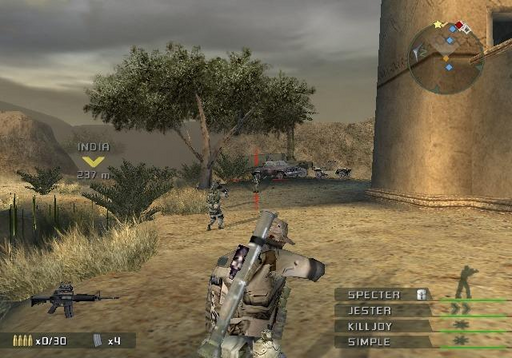 INDIA
237 m
SPECTER
JESTER
KILLJOY
SIMPLE
x0/30 x4